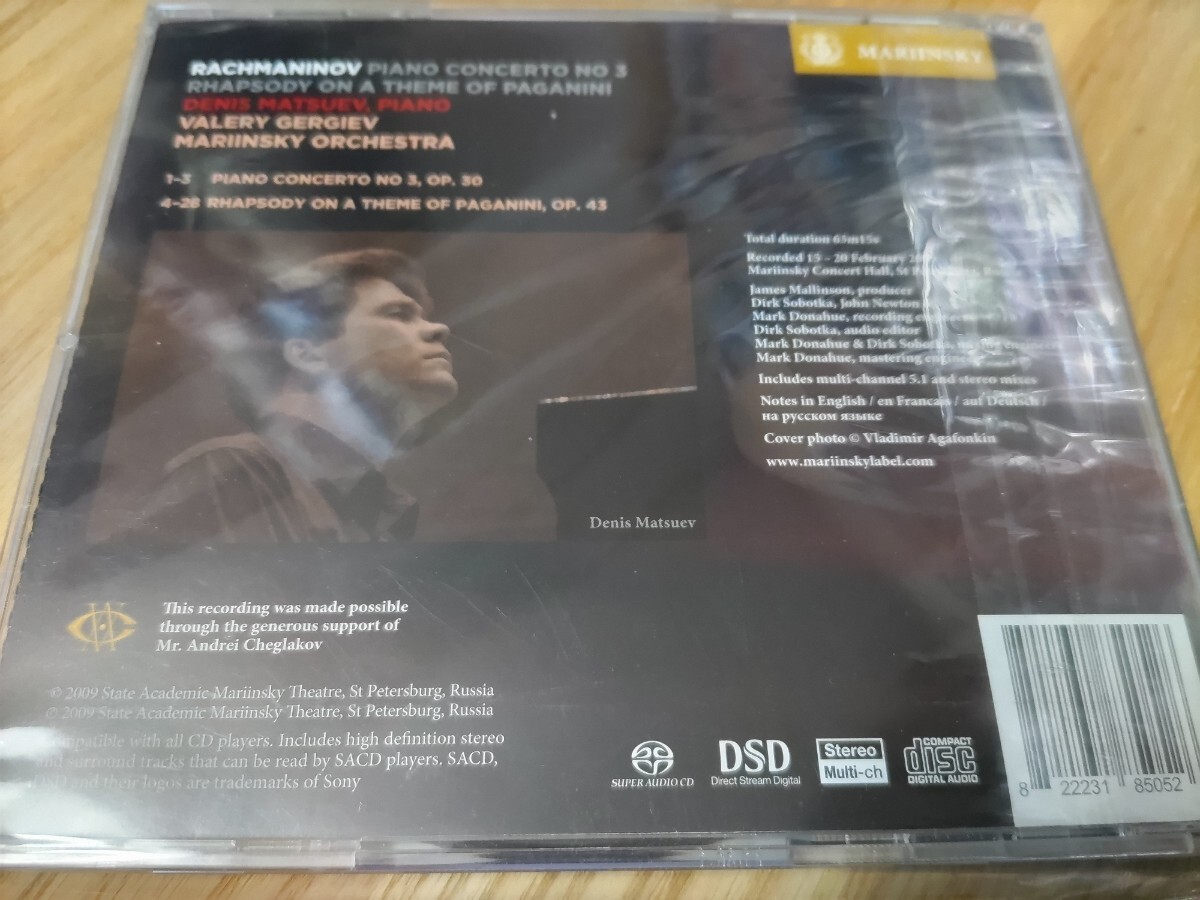 MARIINSKY
RACHMANINOV PIANO CONCERTO NO 3
RHAPSODY ON A THEME OF PAGANINI
DENIS MATSUEV, PIANO
VALERY GERGIEV
MARIINSKY ORCHESTRA
1–3 PIANO CONCERTO NO 3, OP. 30
4–28 RHAPSODY ON A THEME OF PAGANINI, OP. 43
Total duration 63m15s
Recorded 15 – 20 February
Mariinsky Concert Hall, St
James Mallinson, producer
Dirk Sobotka, John Newton
Mark Donahue, recording
Dirk Sobotka, audio editor
Mark Donahue & Dirk Sobotka,
Mark Donahue, mastering
Includes multi-channel 5.1 and stereo mixes
Notes in English / en Francais / auf Deutsch /
на русском языке
Cover photo © Vladimir Agafonkin
www.mariinskylabel.com
Denis Matsuev
This recording was made possible
through the generous support of
Mr. Andrei Cheglakov
© 2009 State Academic Mariinsky Theatre, St Petersburg, Russia
℗ 2009 State Academic Mariinsky Theatre, St Petersburg, Russia
with all CD players. Includes high definition stereo
and surround tracks that can be read by SACD players. SACD,
and their logos are trademarks of Sony
SUPER AUDIO CD
DSD
Direct Stream Digital
Stereo
Multi-ch
COMPACT
disc
DIGITAL AUDIO
8 22231 85052